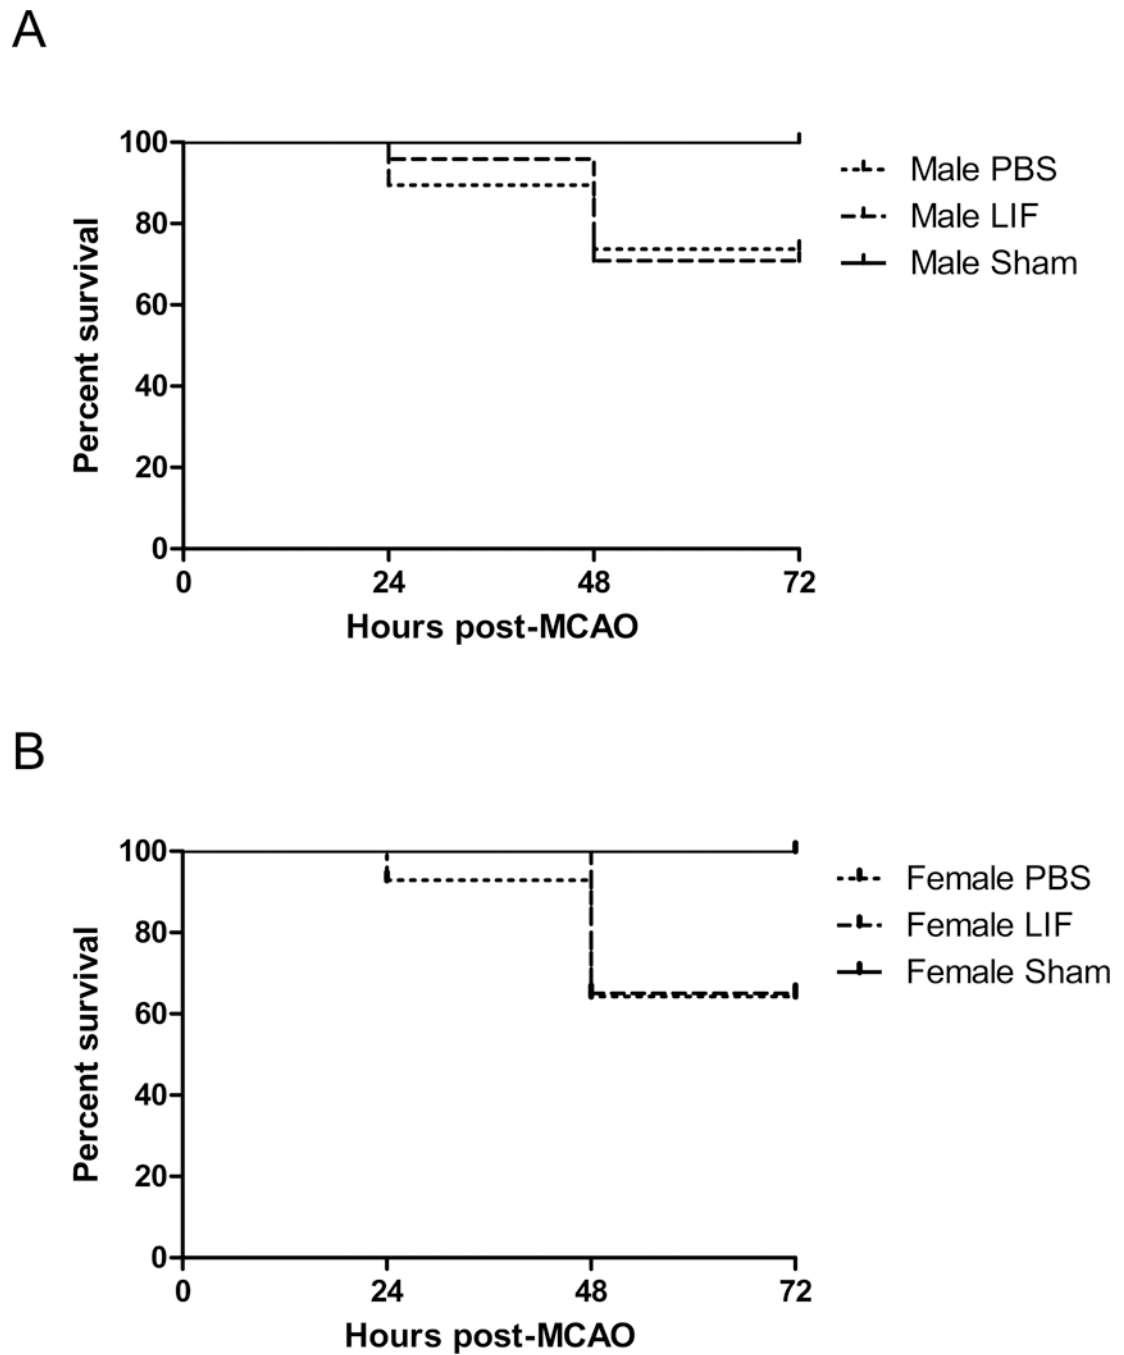 A
100
80
60
40
20
0
Percent survival
0 24 48 72
Hours post-MCAO
Male PBS
Male LIF
Male Sham
B
100
80
60
40
20
0
Percent survival
0 24 48 72
Hours post-MCAO
Female PBS
Female LIF
Female Sham